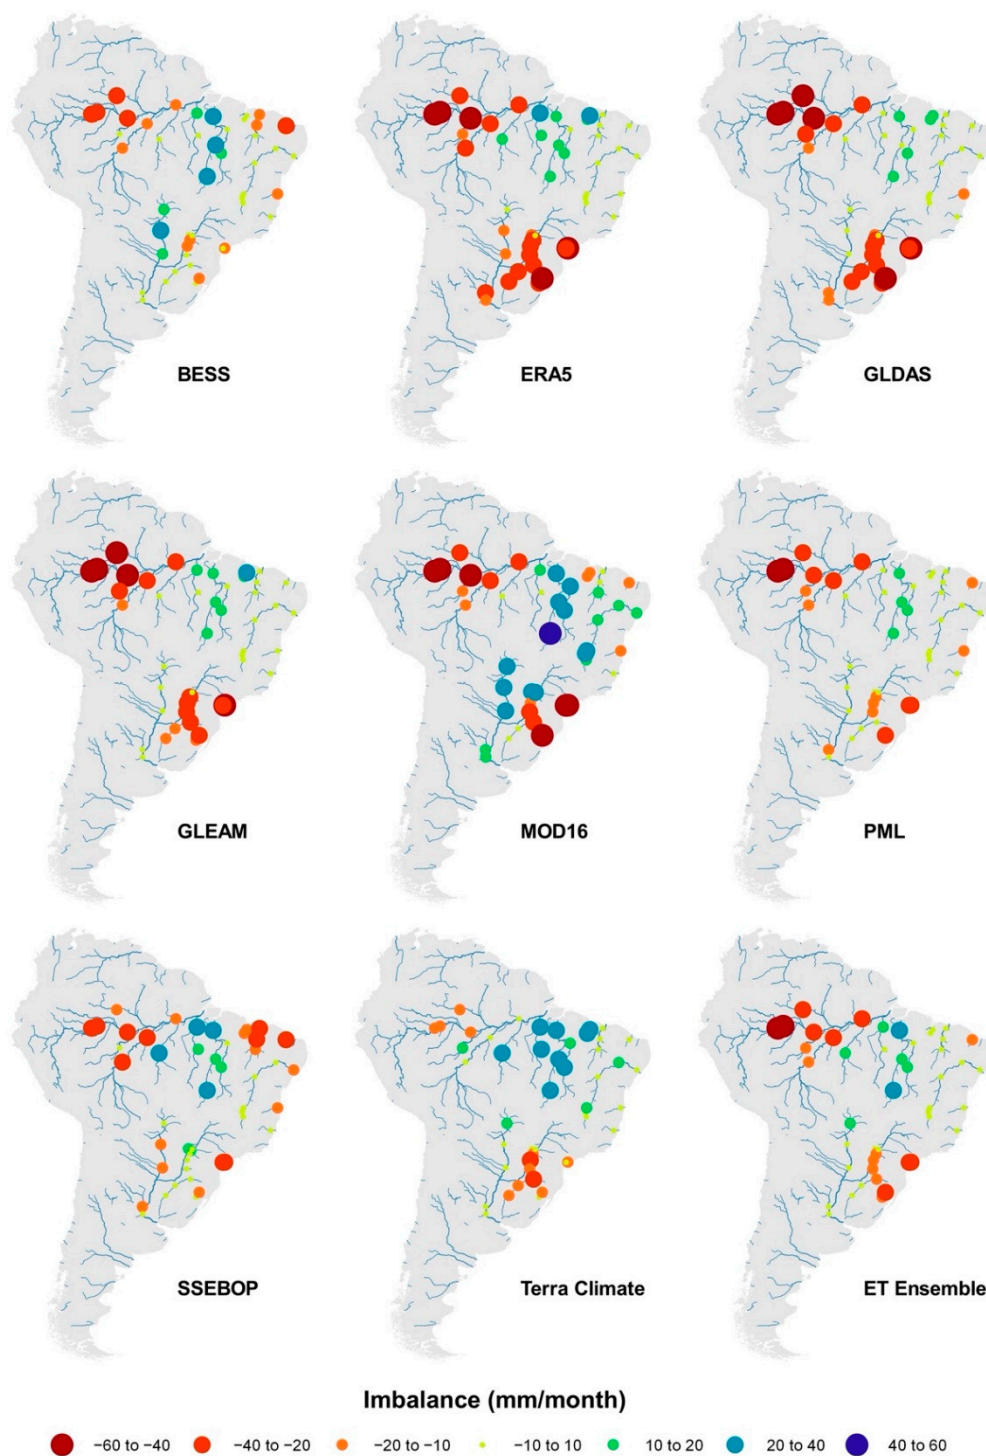 BESS
ERA5
GLDAS
GLEAM
MOD16
PML
SSEBOP
Terra Climate
ET Ensemble
Imbalance (mm/month)
−60 to −40
−40 to −20
−20 to −10
−10 to 10
10 to 20
20 to 40
40 to 60